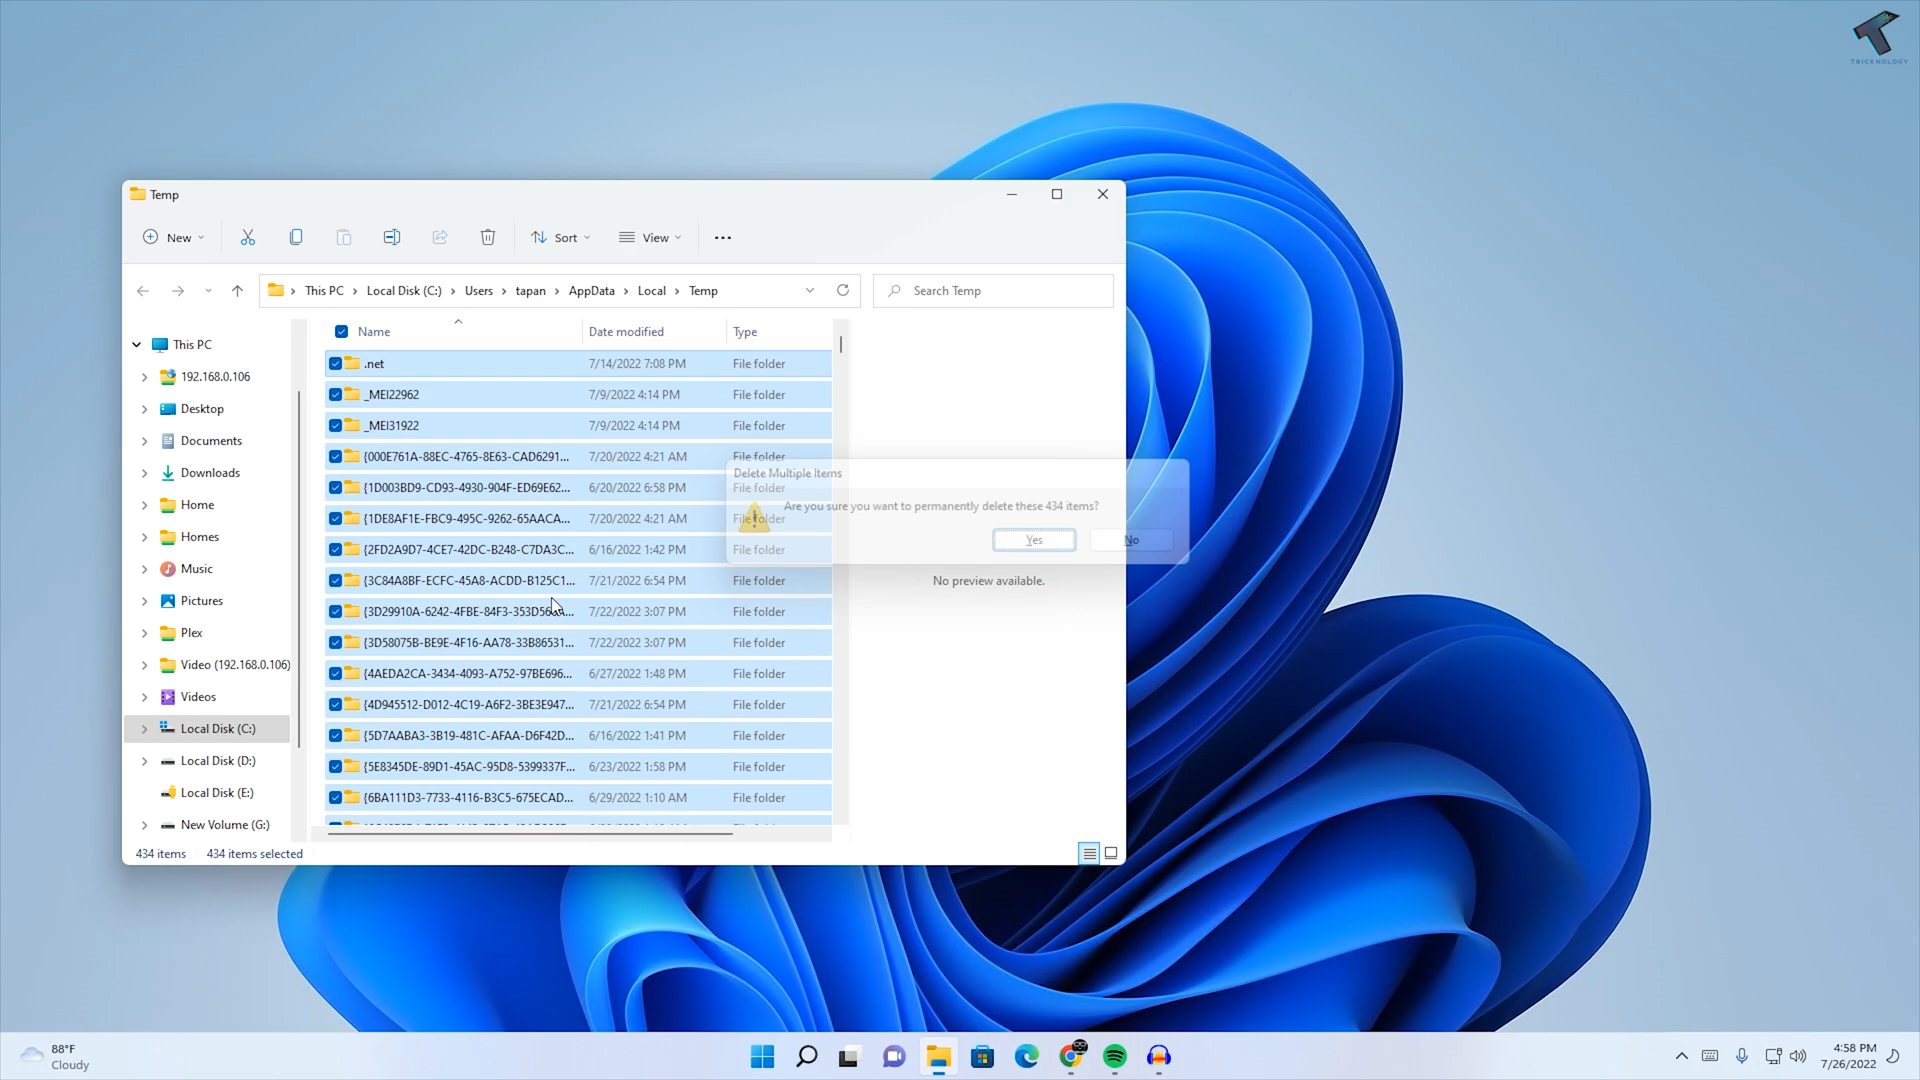 TRICKNOLOGY
Temp
New
Sort
View
This PC
Local Disk (C:)
Users
tapan
AppData
Local
Temp
Search Temp
Name
Date modified
Type
This PC
192.168.0.106
Desktop
Documents
Downloads
Home
Homes
Music
Pictures
Plex
Video (192.168.0.106)
Videos
Local Disk (C:)
Local Disk (D:)
Local Disk (E:)
New Volume (G:)
.net 7/14/2022 7:08 PM File folder
_MEI22962 7/9/2022 4:14 PM File folder
_MEI31922 7/9/2022 4:14 PM File folder
{000E761A-88EC-4765-8E63-CAD6291... 7/20/2022 4:21 AM File folder
{1D003BD9-CD93-4930-904F-ED69E62... 6/20/2022 6:58 PM File folder
{1DE8AF1E-FBC9-495C-9262-65AACA... 7/20/2022 4:21 AM File folder
{2FD2A9D7-4CE7-42DC-B248-C7DA3C... 6/16/2022 1:42 PM File folder
{3C84A8BF-ECFC-45A8-ACDD-B125C1... 7/21/2022 6:54 PM File folder
{3D29910A-6242-4FBE-84F3-353D56 7/22/2022 3:07 PM File folder
{3D58075B-BE9E-4F16-AA78-33B86531... 7/22/2022 3:07 PM File folder
{4AEDA2CA-3434-4093-A752-97BE696... 6/27/2022 1:48 PM File folder
{4D945512-D012-4C19-A6F2-3BE3E947... 7/21/2022 6:54 PM File folder
{5D7AABA3-3B19-481C-AFAA-D6F42D... 6/16/2022 1:41 PM File folder
{5E8345DE-89D1-45AC-95D8-5399337F... 6/23/2022 1:58 PM File folder
{6BA111D3-7733-4116-B3C5-675ECAD... 6/29/2022 1:10 AM File folder
Delete Multiple Items
Are you sure you want to permanently delete these 434 items?
Yes
No
No preview available.
434 items
434 items selected
88°F
Cloudy
4:58 PM
7/26/2022